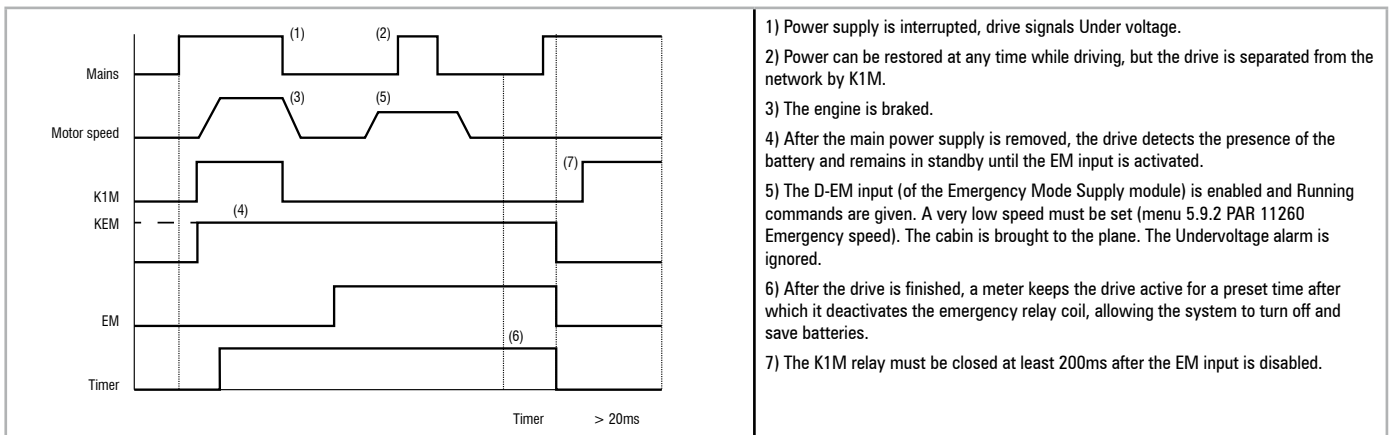 Mains
Motor speed
K1M
KEM
EM
Timer
(1)
(2)
(3)
(5)
(7)
(4)
(6)
Timer
> 20ms
1) Power supply is interrupted, drive signals Under voltage.
2) Power can be restored at any time while driving, but the drive is separated from the
network by K1M.
3) The engine is braked.
4) After the main power supply is removed, the drive detects the presence of the
battery and remains in standby until the EM input is activated.
5) The D-EM input (of the Emergency Mode Supply module) is enabled and Running
commands are given. A very low speed must be set (menu 5.9.2 PAR 11260
Emergency speed). The cabin is brought to the plane. The Undervoltage alarm is
ignored.
6) After the drive is finished, a meter keeps the drive active for a preset time after
which it deactivates the emergency relay coil, allowing the system to turn off and
save batteries.
7) The K1M relay must be closed at least 200ms after the EM input is disabled.